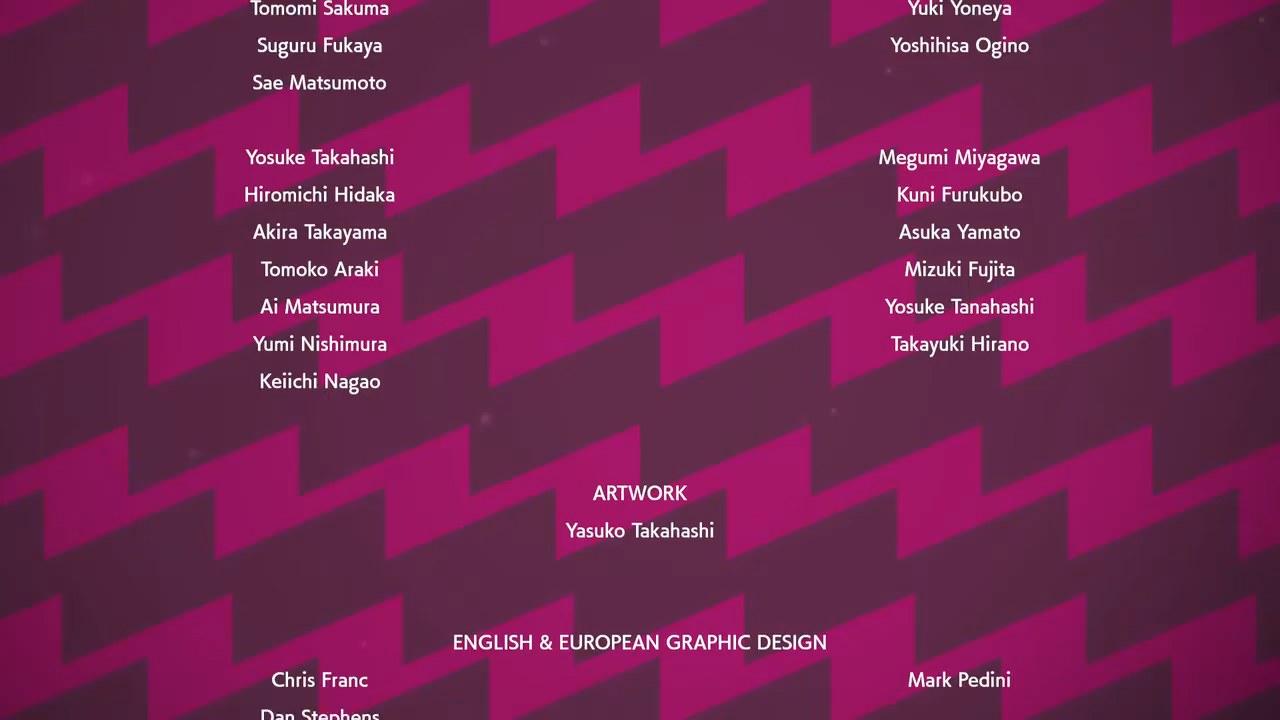 Tomomi Sakuma Yuki Yoneya
Suguru Fukaya Yoshihisa Ogino
Sae Matsumoto
Yosuke Takahashi Megumi Miyagawa
Hiromichi Hidaka Kuni Furukubo
Akira Takayama Asuka Yamato
Tomoko Araki Mizuki Fujita
Ai Matsumura Yosuke Tanahashi
Yumi Nishimura Takayuki Hirano
Keiichi Nagao
ARTWORK
Yasuko Takahashi
ENGLISH & EUROPEAN GRAPHIC DESIGN
Chris Franc Mark Pedini
Dan Stephens